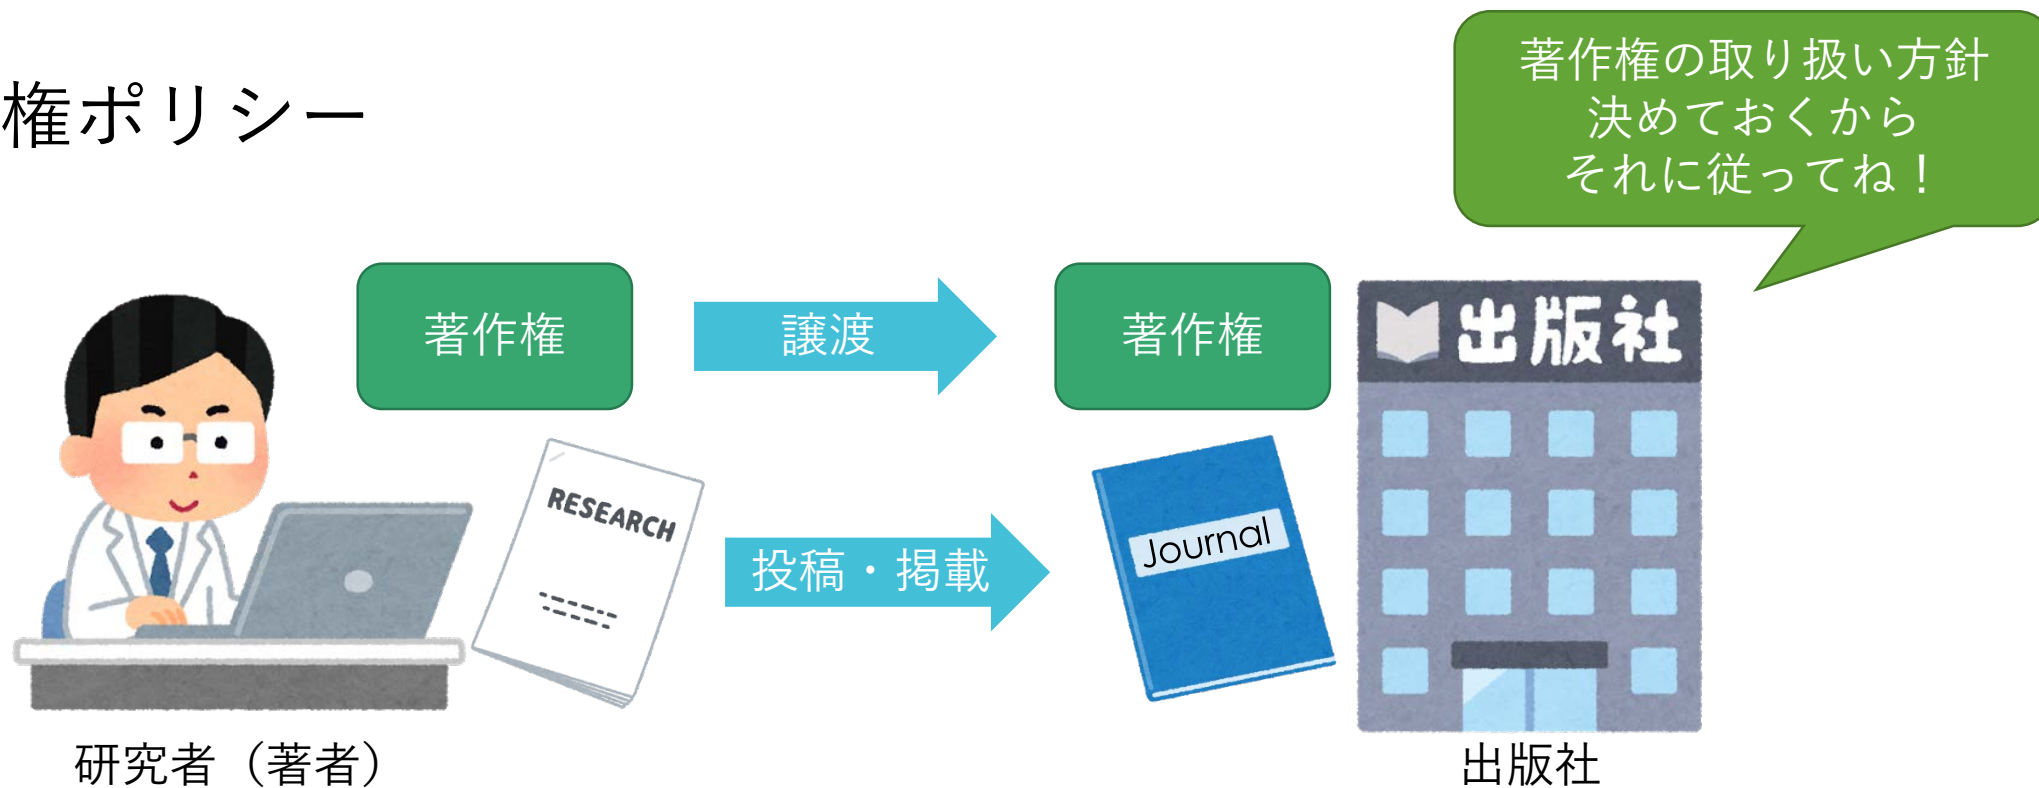 権ポリシー
著作権の取り扱い方針
決めておくから
それに従ってね！
著作権
譲渡
著作権
出版社
RESEARCH
投稿・掲載
Journal
研究者（著者）
出版社